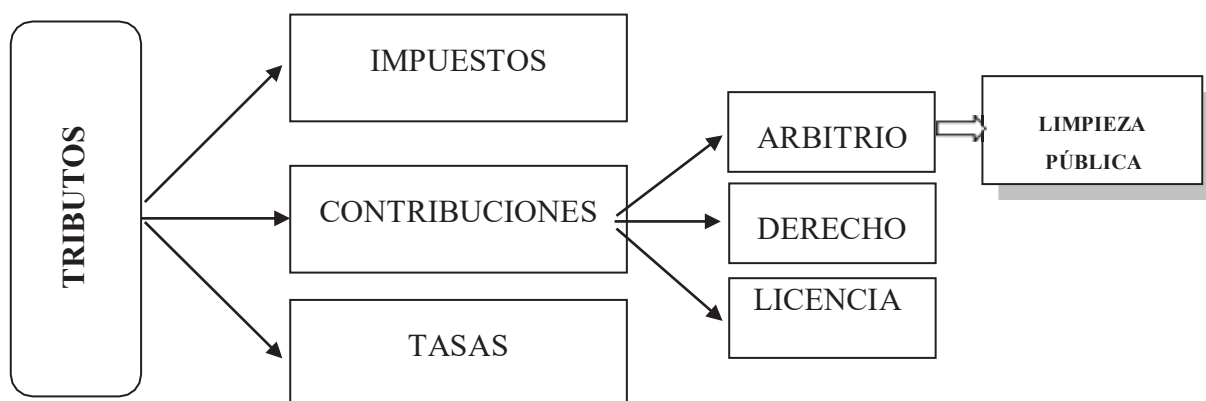 TRIBUTOS
IMPUESTOS
CONTRIBUCIONES
TASAS
ARBITRIO
DERECHO
LICENCIA
LIMPIEZA
PÚBLICA